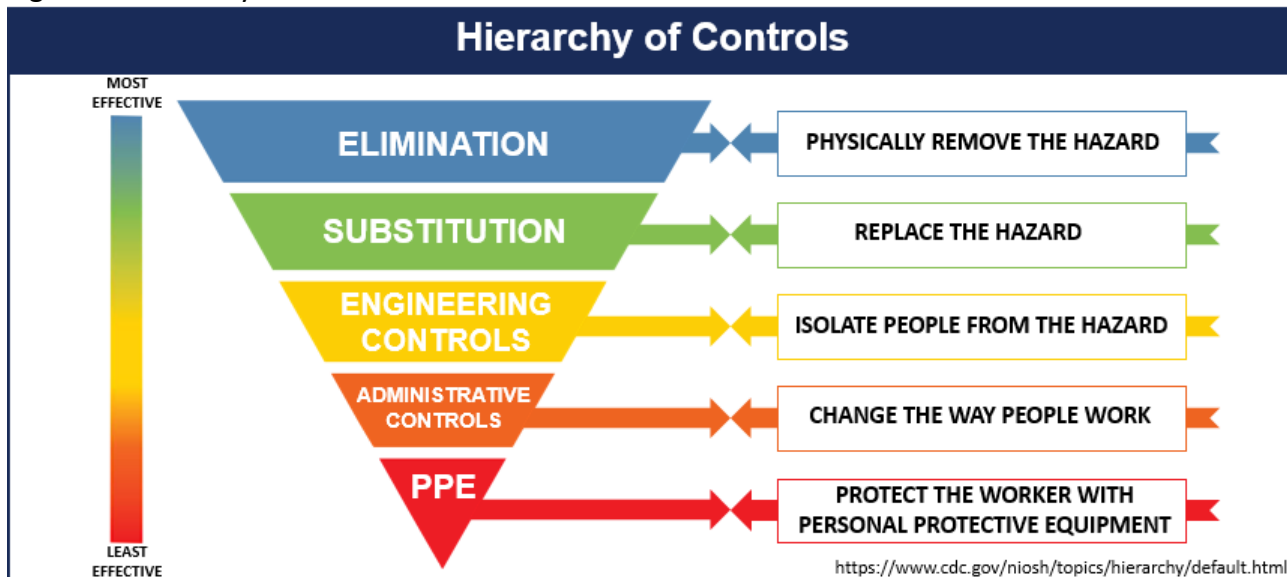 Hierarchy of Controls
MOST
EFFECTIVE
ELIMINATION
PHYSICALLY REMOVE THE HAZARD
SUBSTITUTION
REPLACE THE HAZARD
ENGINEERING
CONTROLS
ISOLATE PEOPLE FROM THE HAZARD
ADMINISTRATIVE
CONTROLS
CHANGE THE WAY PEOPLE WORK
PPE
PROTECT THE WORKER WITH
PERSONAL PROTECTIVE EQUIPMENT
LEAST
EFFECTIVE
https://www.cdc.gov/niosh/topics/hierarchy/default.html